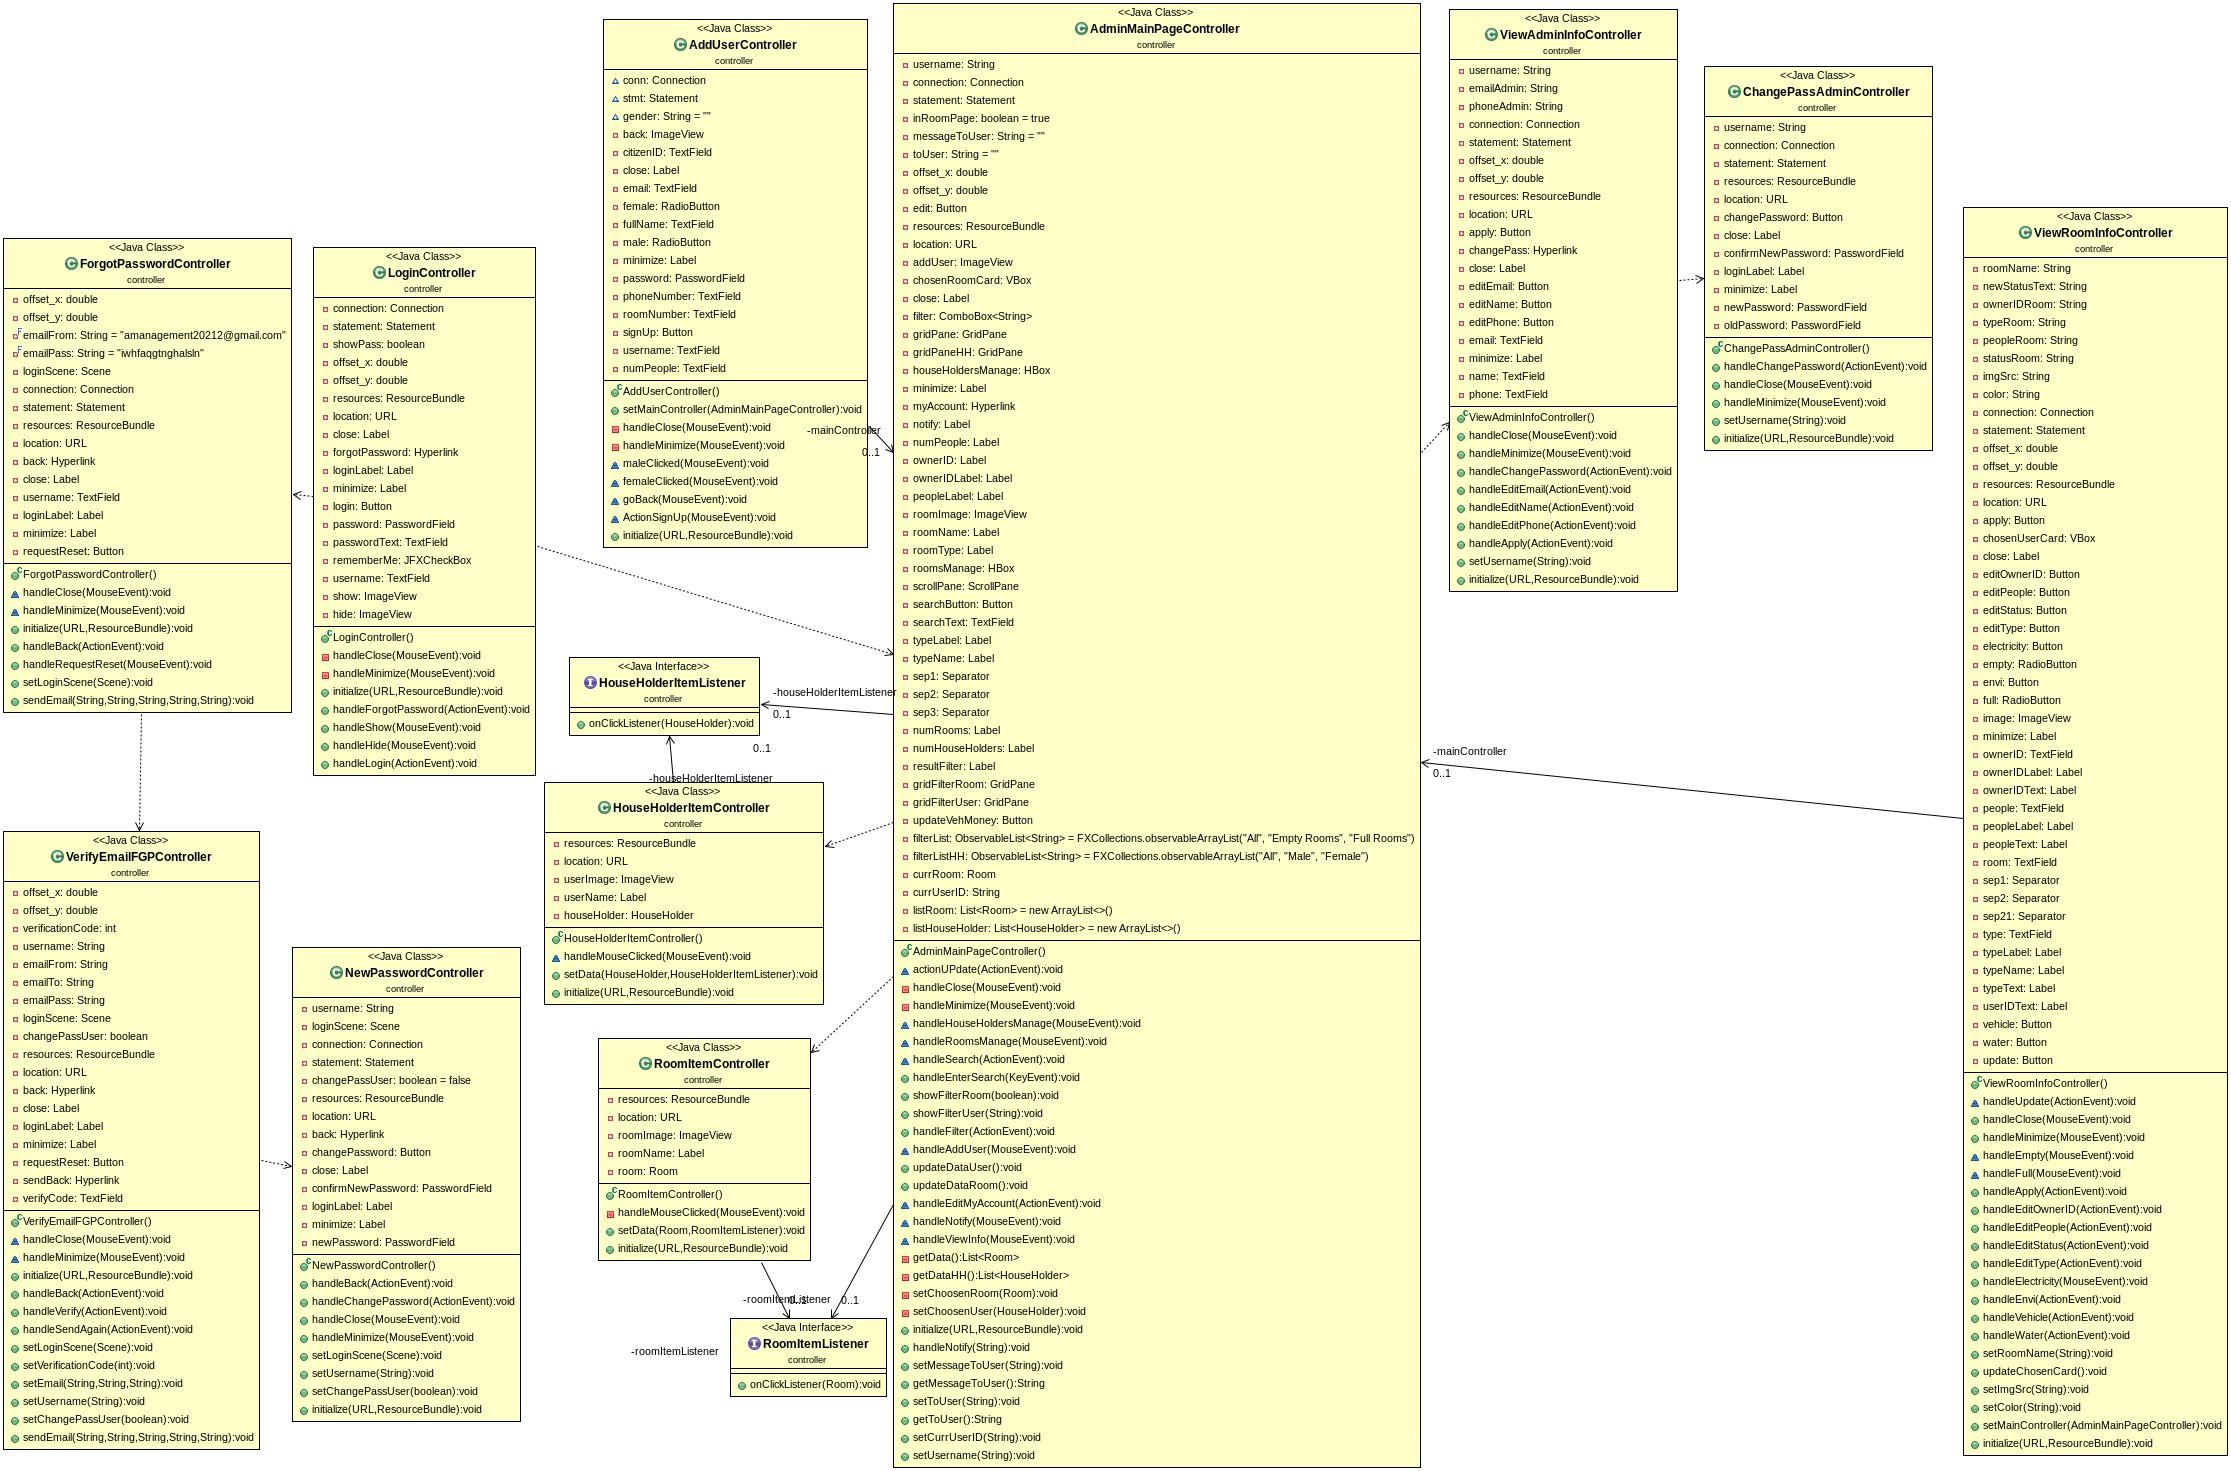 <<Java Class>>
ForgotPasswordController
controller
offset_x: double
offset_y: double
emailFrom: String = "amanagement20212@gmail.com"
emailPass: String = "iwhfaqgtnghalsln"
loginScene: Scene
connection: Connection
statement: Statement
resources: ResourceBundle
location: URL
back: Hyperlink
close: Label
username: TextField
loginLabel: Label
minimize: Label
requestReset: Button
ForgotPasswordController()
handleClose(MouseEvent):void
handleMinimize(MouseEvent):void
initialize(URL,ResourceBundle):void
handleBack(ActionEvent):void
handleRequestReset(MouseEvent):void
setLoginScene(Scene):void
sendEmail(String,String,String,String,String):void
<<Java Class>>
VerifyEmailFGPController
controller
offset_x: double
offset_y: double
verificationCode: int
username: String
emailFrom: String
emailTo: String
emailPass: String
loginScene: Scene
changePassUser: boolean
resources: ResourceBundle
location: URL
back: Hyperlink
close: Label
loginLabel: Label
minimize: Label
requestReset: Button
sendBack: Hyperlink
verifyCode: TextField
VerifyEmailFGPController()
handleClose(MouseEvent):void
handleMinimize(MouseEvent):void
initialize(URL,ResourceBundle):void
handleBack(ActionEvent):void
handleVerify(ActionEvent):void
handleSendAgain(ActionEvent):void
setLoginScene(Scene):void
setVerificationCode(int):void
setEmail(String,String,String):void
setUsername(String):void
setChangePassUser(boolean):void
sendEmail(String,String,String,String,String):void
<<Java Class>>
LoginController
controller
connection: Connection
statement: Statement
showPass: boolean
offset_x: double
offset_y: double
resources: ResourceBundle
location: URL
close: Label
forgotPassword: Hyperlink
loginLabel: Label
minimize: Label
login: Button
password: PasswordField
passwordText: TextField
rememberMe: JFXCheckBox
username: TextField
show: ImageView
hide: ImageView
LoginController()
handleClose(MouseEvent):void
handleMinimize(MouseEvent):void
initialize(URL,ResourceBundle):void
handleForgotPassword(ActionEvent):void
handleShow(MouseEvent):void
handleHide(MouseEvent):void
handleLogin(ActionEvent):void
<<Java Class>>
NewPasswordController
controller
username: String
loginScene: Scene
connection: Connection
statement: Statement
changePassUser: boolean = false
resources: ResourceBundle
location: URL
back: Hyperlink
changePassword: Button
close: Label
confirmNewPassword: PasswordField
loginLabel: Label
minimize: Label
newPassword: PasswordField
NewPasswordController()
handleBack(ActionEvent):void
handleChangePassword(ActionEvent):void
handleClose(MouseEvent):void
handleMinimize(MouseEvent):void
setLoginScene(Scene):void
setUsername(String):void
setChangePassUser(boolean):void
initialize(URL,ResourceBundle):void
<<Java Class>>
AddUserController
controller
conn: Connection
stmt: Statement
gender: String = ""
back: ImageView
citizenID: TextField
close: Label
email: TextField
female: RadioButton
fullName: TextField
male: RadioButton
minimize: Label
password: PasswordField
phoneNumber: TextField
roomNumber: TextField
signUp: Button
username: TextField
numPeople: TextField
AddUserController()
setMainController(AdminMainPageController):void
handleClose(MouseEvent):void
handleMinimize(MouseEvent):void
maleClicked(MouseEvent):void
femaleClicked(MouseEvent):void
goBack(MouseEvent):void
ActionSignUp(MouseEvent):void
initialize(URL,ResourceBundle):void
-mainController
0..1
<<Java Interface>>
HouseHolderItemListener
controller
onClickListener(HouseHolder):void
-houseHolderItemListener
0..1
0..1
-houseHolderItemListener
<<Java Class>>
HouseHolderItemController
controller
resources: ResourceBundle
location: URL
userImage: ImageView
userName: Label
houseHolder: HouseHolder
HouseHolderItemController()
handleMouseClicked(MouseEvent):void
setData(HouseHolder,HouseHolderItemListener):void
initialize(URL,ResourceBundle):void
<<Java Class>>
RoomItemController
controller
resources: ResourceBundle
location: URL
roomImage: ImageView
roomName: Label
room: Room
RoomItemController()
handleMouseClicked(MouseEvent):void
setData(Room,RoomItemListener):void
initialize(URL,ResourceBundle):void
-roomItemListener
0..1
0..1
-roomItemListener
<<Java Interface>>
RoomItemListener
controller
onClickListener(Room):void
<<Java Class>>
AdminMainPageController
controller
username: String
connection: Connection
statement: Statement
inRoomPage: boolean = true
messageToUser: String = ""
toUser: String = ""
offset_x: double
offset_y: double
edit: Button
resources: ResourceBundle
location: URL
addUser: ImageView
chosenRoomCard: VBox
close: Label
filter: ComboBox<String>
gridPane: GridPane
gridPaneHH: GridPane
houseHoldersManage: HBox
minimize: Label
myAccount: Hyperlink
notify: Label
numPeople: Label
ownerID: Label
ownerIDLabel: Label
peopleLabel: Label
roomImage: ImageView
roomName: Label
roomType: Label
roomsManage: HBox
scrollPane: ScrollPane
searchButton: Button
searchText: TextField
typeLabel: Label
typeName: Label
sep1: Separator
sep2: Separator
sep3: Separator
numRooms: Label
numHouseHolders: Label
resultFilter: Label
gridFilterRoom: GridPane
gridFilterUser: GridPane
updateVehMoney: Button
filterList: ObservableList<String> = FXCollections.observableArrayList("All", "Empty Rooms", "Full Rooms")
filterListHH: ObservableList<String> = FXCollections.observableArrayList("All", "Male", "Female")
currRoom: Room
currUserID: String
listRoom: List<Room> = new ArrayList<>()
listHouseHolder: List<HouseHolder> = new ArrayList<>()
AdminMainPageController()
actionUPdate(ActionEvent):void
handleClose(MouseEvent):void
handleMinimize(MouseEvent):void
handleHouseHoldersManage(MouseEvent):void
handleRoomsManage(MouseEvent):void
handleSearch(ActionEvent):void
handleEnterSearch(KeyEvent):void
showFilterRoom(boolean):void
showFilterUser(String):void
handleFilter(ActionEvent):void
handleAddUser(MouseEvent):void
updateDataUser():void
updateDataRoom():void
handleEditMyAccount(ActionEvent):void
handleNotify(MouseEvent):void
handleViewInfo(MouseEvent):void
getData():List<Room>
getDataHH():List<HouseHolder>
setChoosenRoom(Room):void
setChoosenUser(HouseHolder):void
initialize(URL,ResourceBundle):void
handleNotify(String):void
setMessageToUser(String):void
getMessageToUser():String
setToUser(String):void
getToUser():String
setCurrUserID(String):void
setUsername(String):void
<<Java Class>>
ViewAdminInfoController
controller
username: String
emailAdmin: String
phoneAdmin: String
connection: Connection
statement: Statement
offset_x: double
offset_y: double
resources: ResourceBundle
location: URL
apply: Button
changePass: Hyperlink
close: Label
editEmail: Button
editName: Button
editPhone: Button
email: TextField
minimize: Label
name: TextField
phone: TextField
ViewAdminInfoController()
handleClose(MouseEvent):void
handleMinimize(MouseEvent):void
handleChangePassword(ActionEvent):void
handleEditEmail(ActionEvent):void
handleEditName(ActionEvent):void
handleEditPhone(ActionEvent):void
handleApply(ActionEvent):void
setUsername(String):void
initialize(URL,ResourceBundle):void
-mainController
0..1
<<Java Class>>
ChangePassAdminController
controller
username: String
connection: Connection
statement: Statement
resources: ResourceBundle
location: URL
changePassword: Button
close: Label
confirmNewPassword: PasswordField
loginLabel: Label
minimize: Label
newPassword: PasswordField
oldPassword: PasswordField
ChangePassAdminController()
handleChangePassword(ActionEvent):void
handleClose(MouseEvent):void
handleMinimize(MouseEvent):void
setUsername(String):void
initialize(URL,ResourceBundle):void
<<Java Class>>
ViewRoomInfoController
controller
roomName: String
newStatusText: String
ownerIDRoom: String
typeRoom: String
peopleRoom: String
statusRoom: String
imgSrc: String
color: String
connection: Connection
statement: Statement
offset_x: double
offset_y: double
resources: ResourceBundle
location: URL
apply: Button
chosenUserCard: VBox
close: Label
editOwnerID: Button
editPeople: Button
editStatus: Button
editType: Button
electricity: Button
empty: RadioButton
envi: Button
full: RadioButton
image: ImageView
minimize: Label
ownerID: TextField
ownerIDLabel: Label
ownerIDText: Label
people: TextField
peopleLabel: Label
peopleText: Label
room: TextField
sep1: Separator
sep2: Separator
sep21: Separator
type: TextField
typeLabel: Label
typeName: Label
typeText: Label
userIDText: Label
vehicle: Button
water: Button
update: Button
ViewRoomInfoController()
handleUpdate(ActionEvent):void
handleClose(MouseEvent):void
handleMinimize(MouseEvent):void
handleEmpty(MouseEvent):void
handleFull(MouseEvent):void
handleApply(ActionEvent):void
handleEditOwnerID(ActionEvent):void
handleEditPeople(ActionEvent):void
handleEditStatus(ActionEvent):void
handleEditType(ActionEvent):void
handleElectricity(MouseEvent):void
handleEnvi(ActionEvent):void
handleVehicle(ActionEvent):void
handleWater(ActionEvent):void
setRoomName(String):void
updateChosenCard():void
setImgSrc(String):void
setColor(String):void
setMainController(AdminMainPageController):void
initialize(URL,ResourceBundle):void